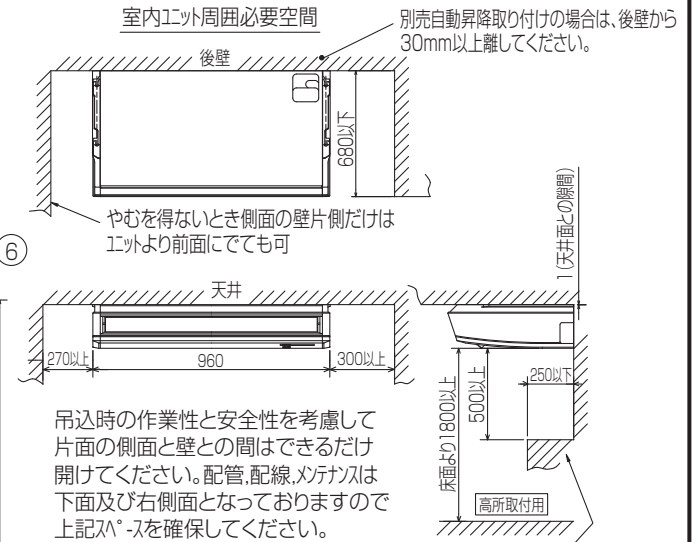 室内ユニット周囲必要空間
別売自動昇降取り付けの場合は、後壁から
30mm以上離してください。
後壁
680以下
やむを得ないとき側面の壁片側だけは
ユニットより前面にでても可
6
1(天井面との隙間)
天井
270以上
960
300以上
250以下
500以上
床面より1800以上
高所取付用
吊込時の作業性と安全性を考慮して
片面の側面と壁との間はできるだけ
開けてください。配管,配線,メンテナンスは
下面及び右側面となっておりますので
上記スペースを確保してください。